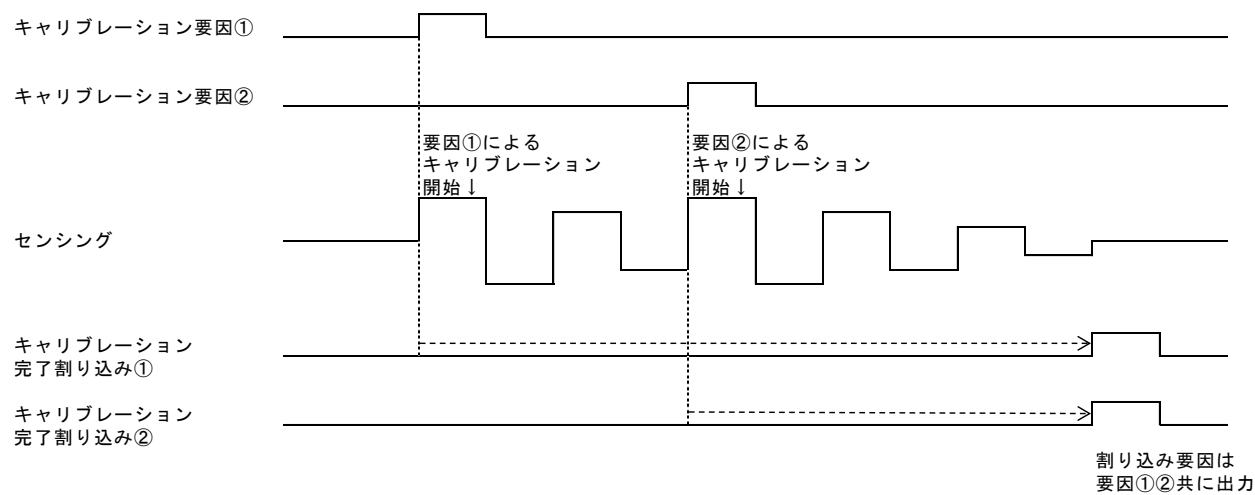 キャリブレーション要因①
キャリブレーション要因②
要因①による
キャリブレーション
開始↓
要因②による
キャリブレーション
開始↓
センシング
キャリブレーション
完了割り込み①
キャリブレーション
完了割り込み②
割り込み要因は
要因①②共に出力